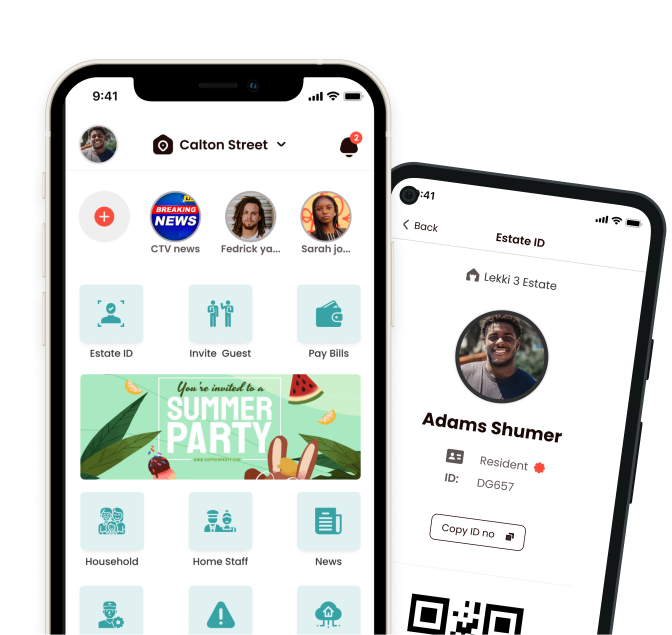 9:41
Calton Street
2
BREAKING
NEWS
CTV news
Fedrick ya...
Sarah jo...
Estate ID
Invite Guest
Pay Bills
You're invited to a
SUMMER
PARTY
Household
Home Staff
News
:41
Back
Estate ID
Lekki 3 Estate
Adams Shumer
Resident
ID: DG657
Copy ID no